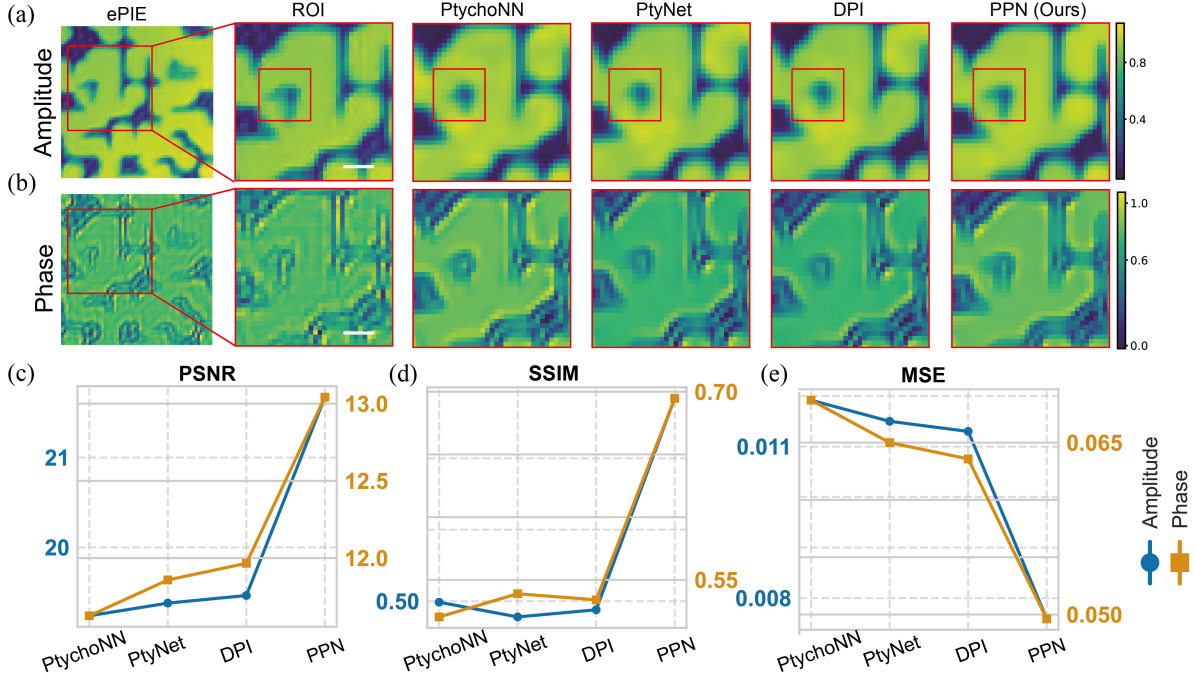 (a)
ePIE
ROI
PtychoNN
PtyNet
DPI
PPN (Ours)
Amplitude
0.8
0.4
(b)
Phase
1.0
0.6
0.0
(c)
PSNR
21
20
13.0
12.5
12.0
PtychoNN
PtyNet
DPI
PPN
(d)
SSIM
0.50
0.70
0.55
PtychoNN
PtyNet
DPI
PPN
(e)
MSE
0.011
0.008
0.065
0.050
PtychoNN
PtyNet
DPI
PPN
Amplitude
Phase